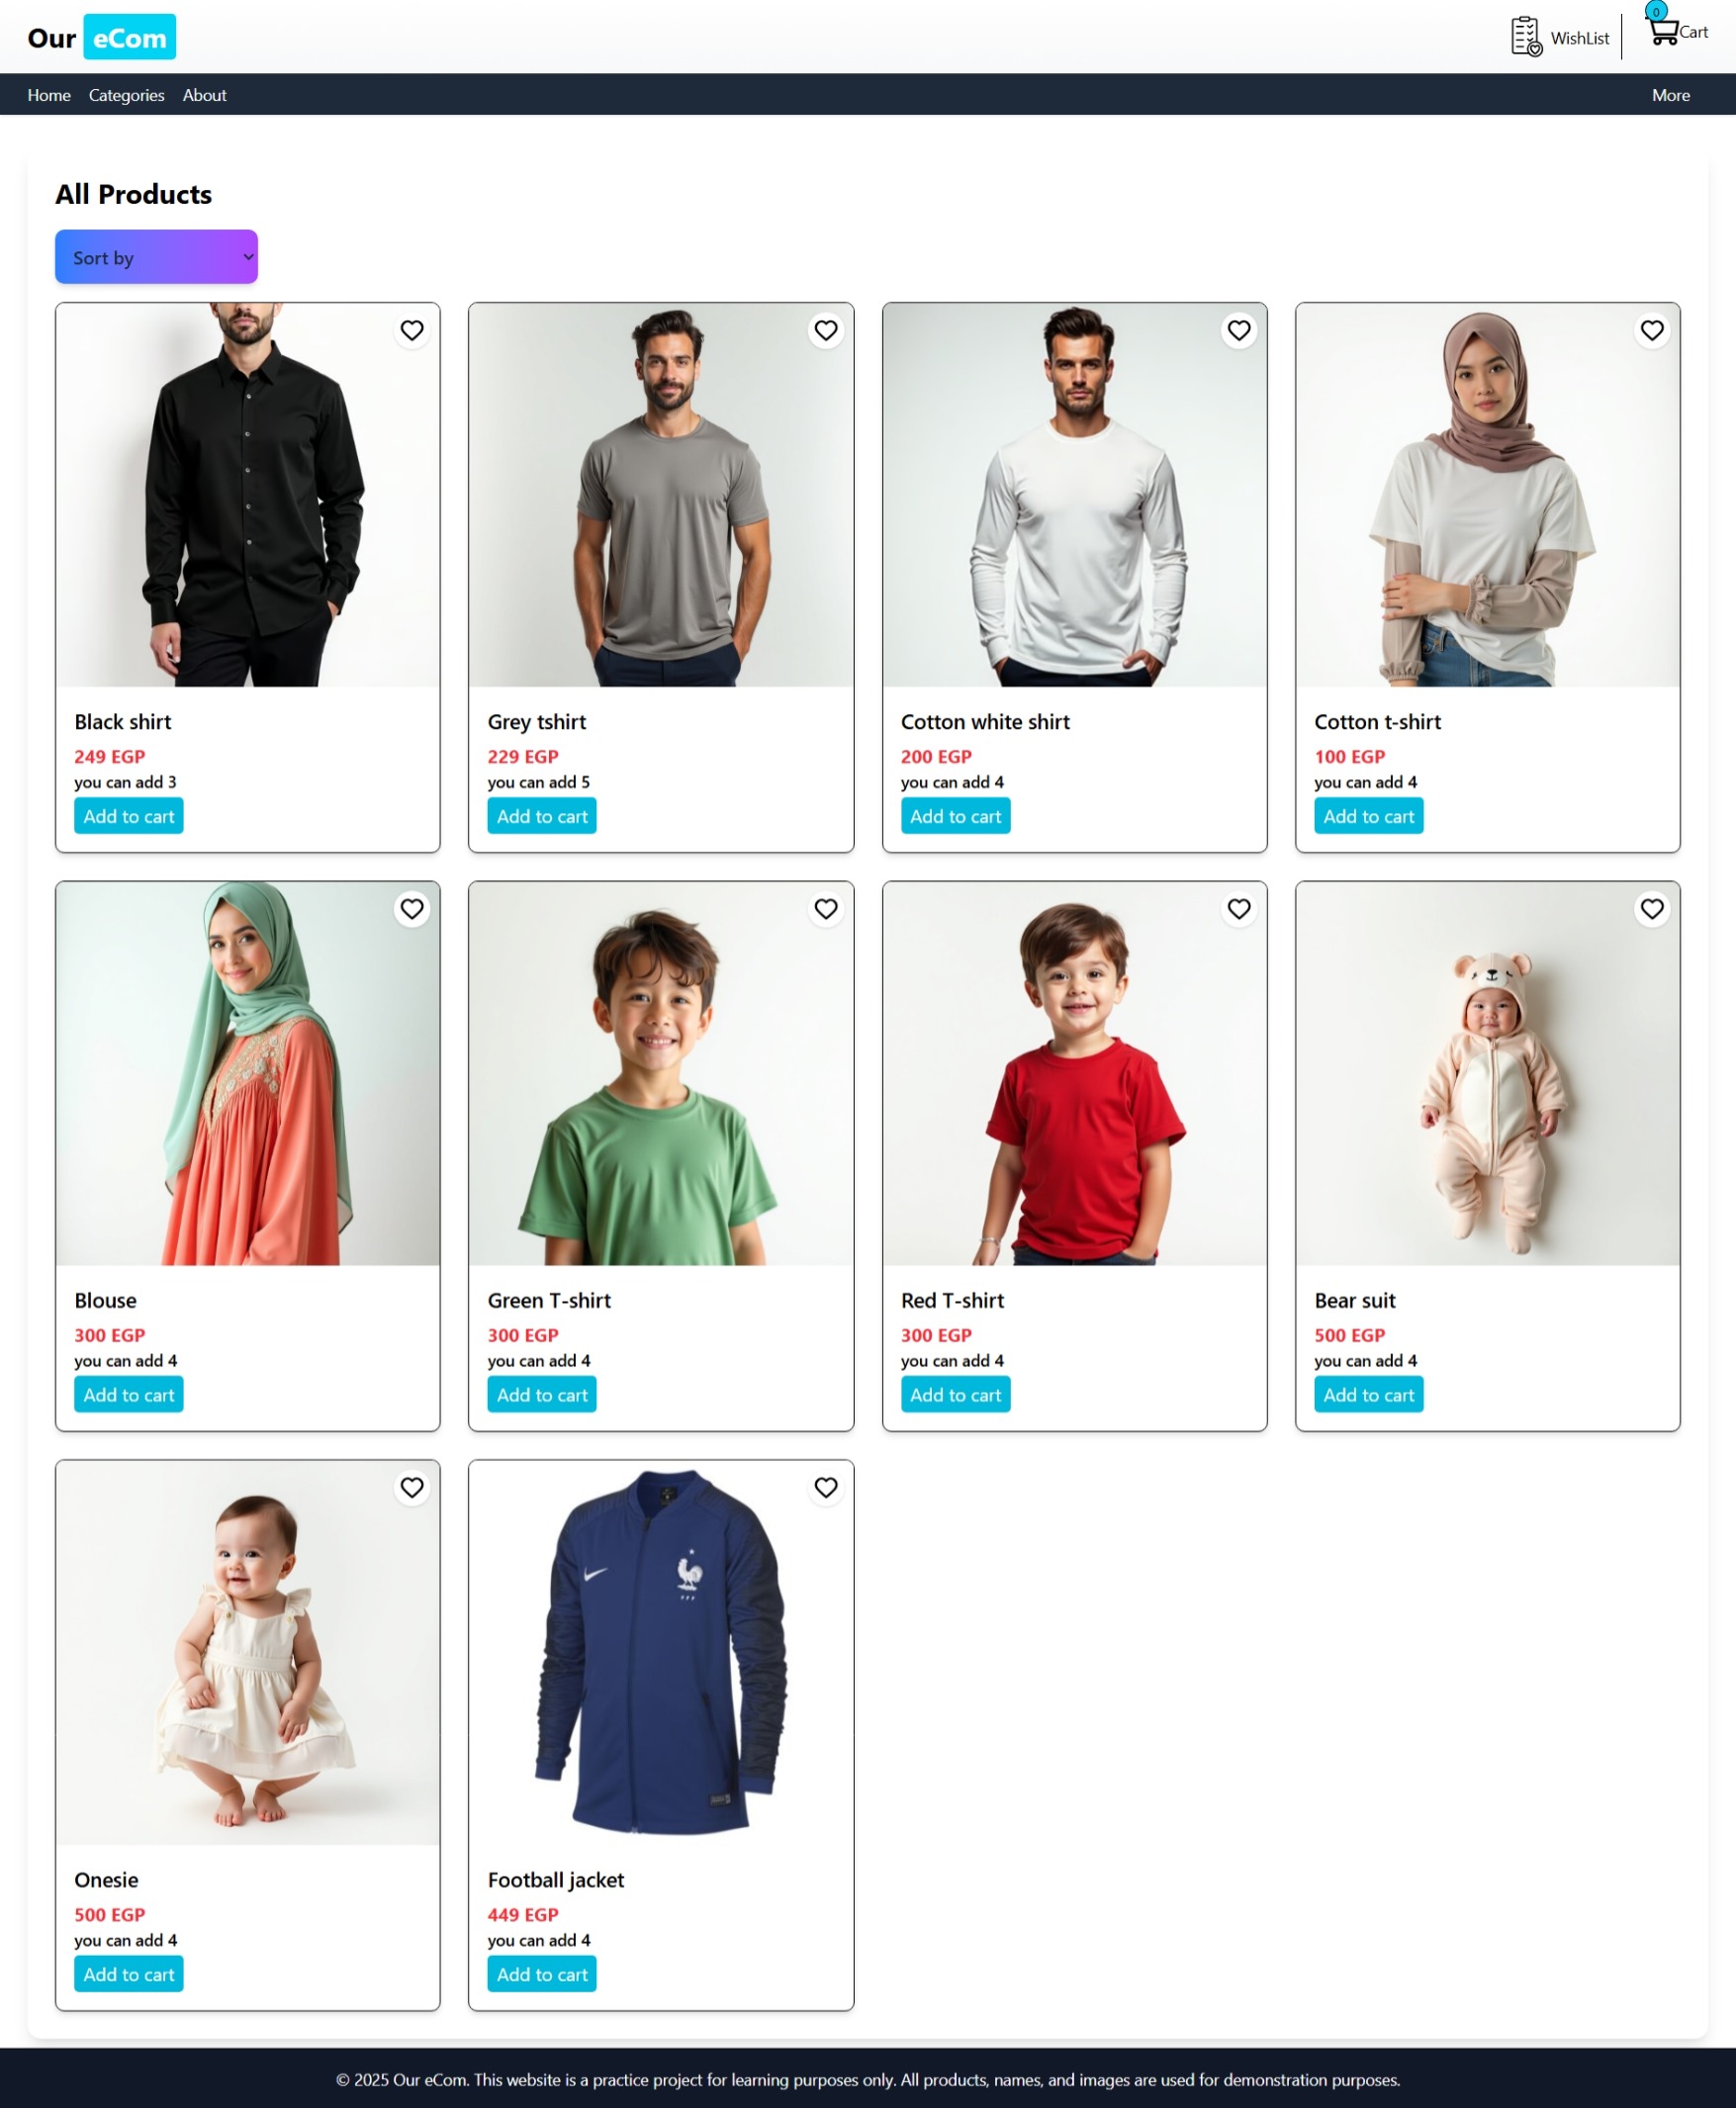 Our eCom
WishList
0
Cart
Home Categories About More
All Products
Sort by
Black shirt
249 EGP
you can add 3
Add to cart
Grey tshirt
229 EGP
you can add 5
Add to cart
Cotton white shirt
200 EGP
you can add 4
Add to cart
Cotton t-shirt
100 EGP
you can add 4
Add to cart
Blouse
300 EGP
you can add 4
Add to cart
Green T-shirt
300 EGP
you can add 4
Add to cart
Red T-shirt
300 EGP
you can add 4
Add to cart
Bear suit
500 EGP
you can add 4
Add to cart
Onesie
500 EGP
you can add 4
Add to cart
Football jacket
449 EGP
you can add 4
Add to cart
© 2025 Our eCom. This website is a practice project for learning purposes only. All products, names, and images are used for demonstration purposes.